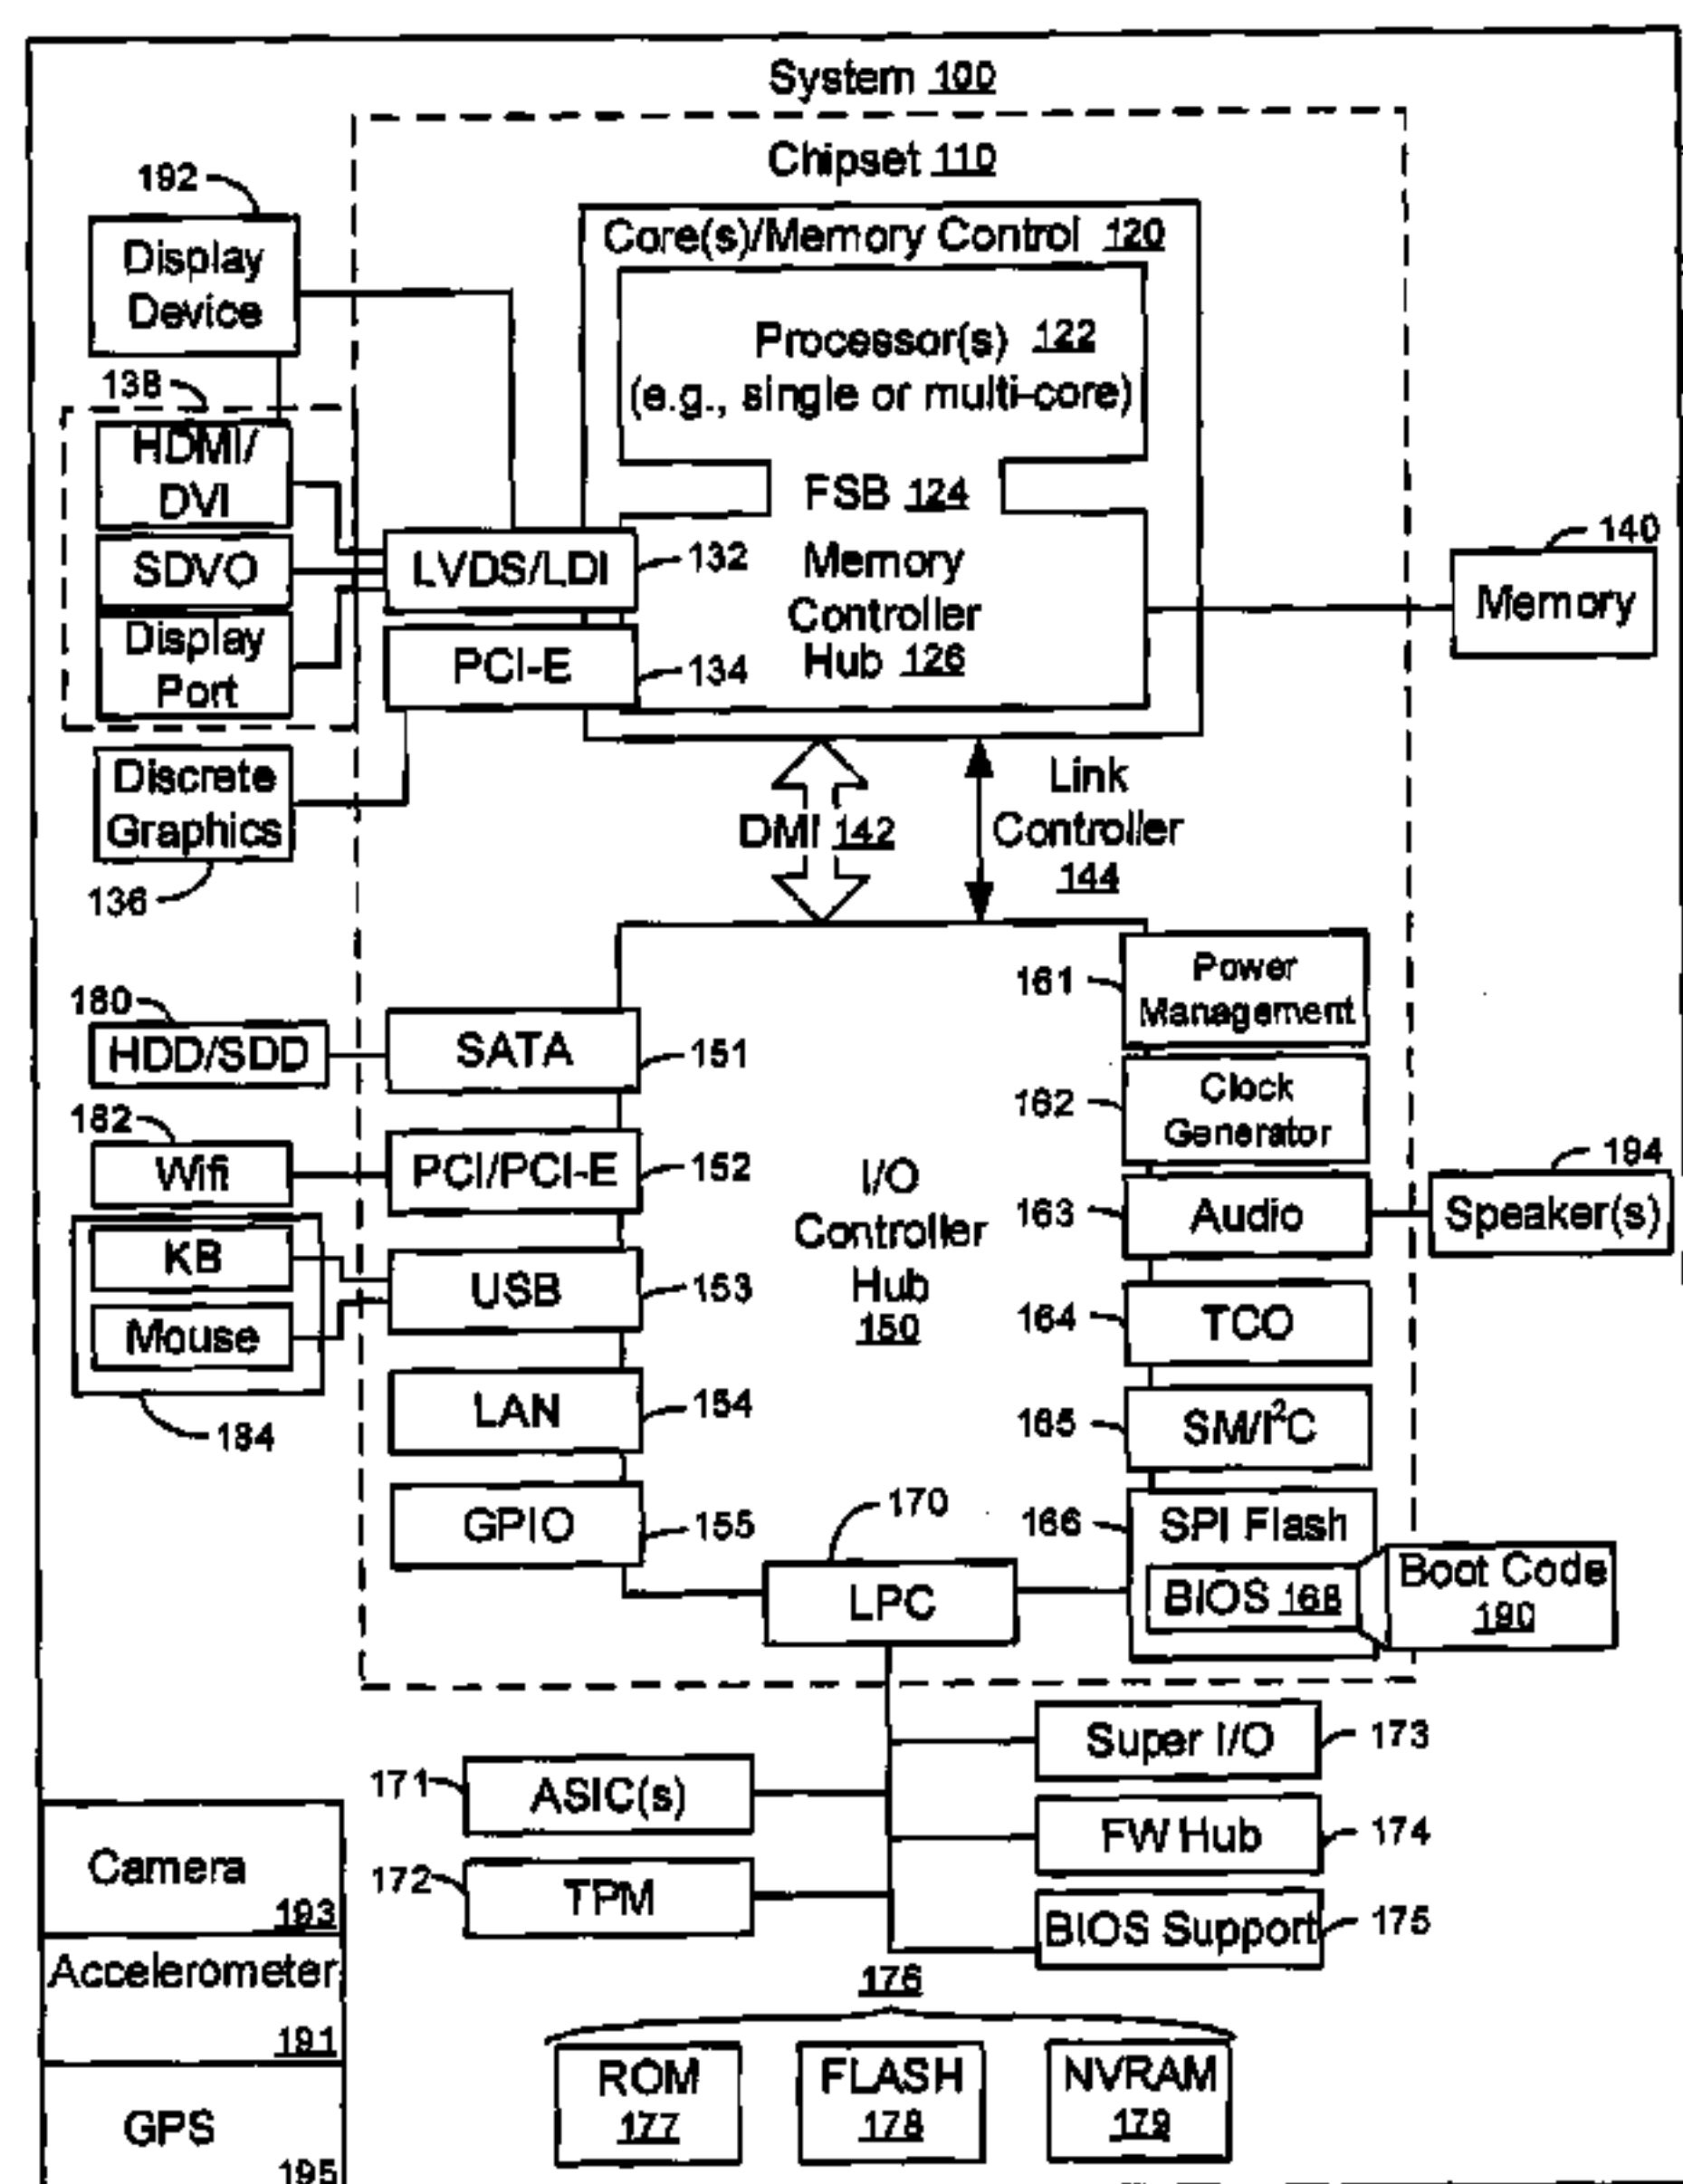 System 100
Chipset 110
192
Display
Device
Core(s)/Memory Control 120
Processor(s) 122
(e.g., single or multi-core)
138
HDMI/
DVI
SDVO
Display
Port
FSB 124
LVDS/LDI
132
PCI-E
134
Memory
Controller
Hub 126
140
Memory
Discrete
Graphics
136
DMI 142
Link
Controller
144
180
HDD/SDD
SATA
151
182
Wifi
PCI/PCI-E
152
KB
Mouse
184
USB
153
LAN
154
GPIO
155
I/O
Controller
Hub
150
161
Power
Management
162
Clock
Generator
163
Audio
194
Speaker(s)
164
TCO
165
SM/I²C
166
SPI Flash
BIOS 168
Boot Code
190
170
LPC
171
ASIC(s)
172
TPM
Super I/O
173
FW Hub
174
BIOS Support
175
Camera
193
Accelerometer
191
GPS
195
176
ROM
177
FLASH
178
NVRAM
179